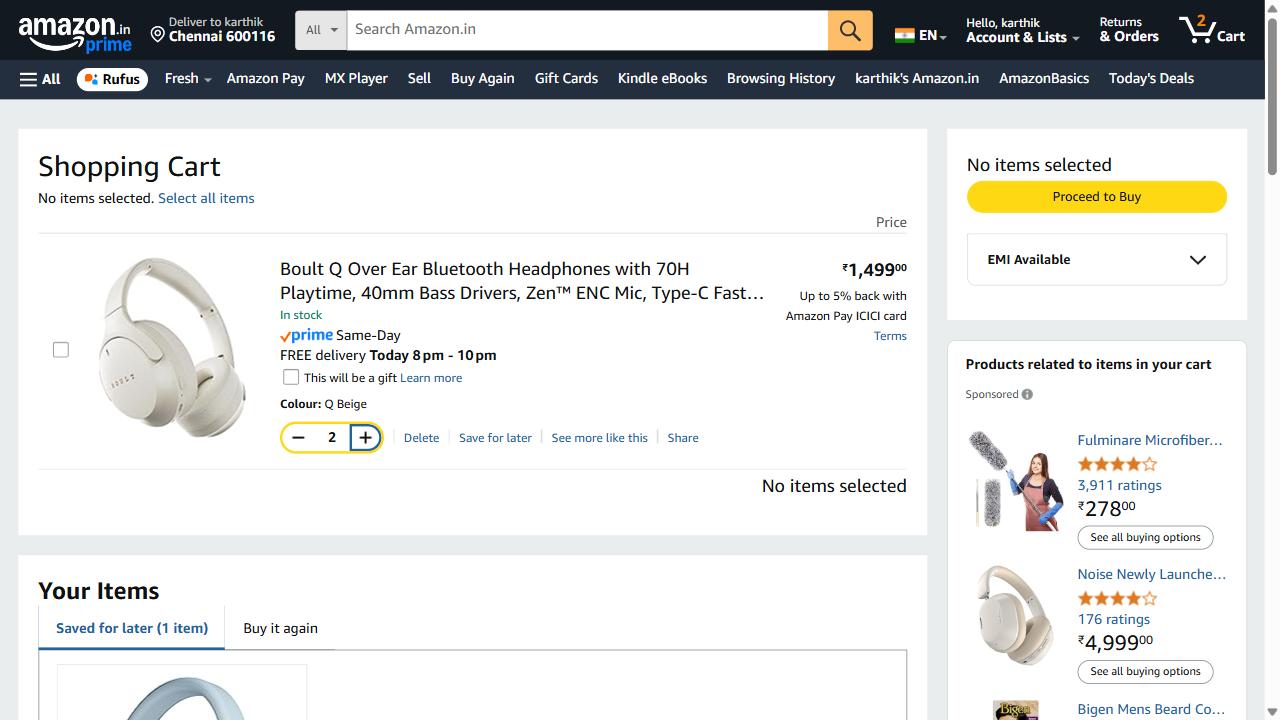 amazon.in
prime
Deliver to karthik
Chennai 600116
All
Search Amazon.in
EN
Hello, karthik
Account & Lists
Returns
& Orders
2
Cart
All
Rufus
Fresh
Amazon Pay
MX Player
Sell
Buy Again
Gift Cards
Kindle eBooks
Browsing History
karthik's Amazon.in
AmazonBasics
Today's Deals
Shopping Cart
No items selected. Select all items
Price
BOULT
Boult Q Over Ear Bluetooth Headphones with 70H
Playtime, 40mm Bass Drivers, Zen™ ENC Mic, Type-C Fast…
₹1,49900
Up to 5% back with
Amazon Pay ICICI card
Terms
In stock
prime Same-Day
FREE delivery Today 8 pm - 10 pm
This will be a gift Learn more
Colour: Q Beige
− 2 +
Delete
Save for later
See more like this
Share
No items selected
Your Items
Saved for later (1 item)
Buy it again
No items selected
Proceed to Buy
EMI Available
Products related to items in your cart
Sponsored
Fulminare Microfiber…
3,911 ratings
₹27800
See all buying options
Noise Newly Launche…
176 ratings
₹4,99900
See all buying options
Bigen
Bigen Mens Beard Co…